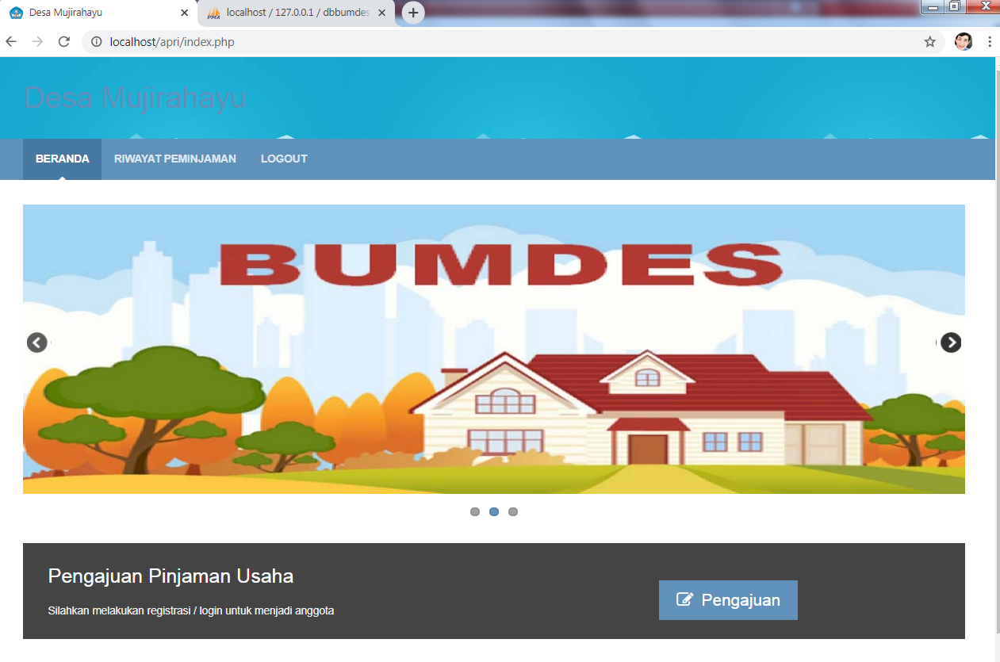 Desa Mujirahayu
localhost / 127.0.0.1 / dbbumdes
localhost/apri/index.php
Desa Mujirahayu
BERANDA RIWAYAT PEMINJAMAN LOGOUT
BUMDES
Pengajuan Pinjaman Usaha
Silahkan melakukan registrasi / login untuk menjadi anggota
Pengajuan